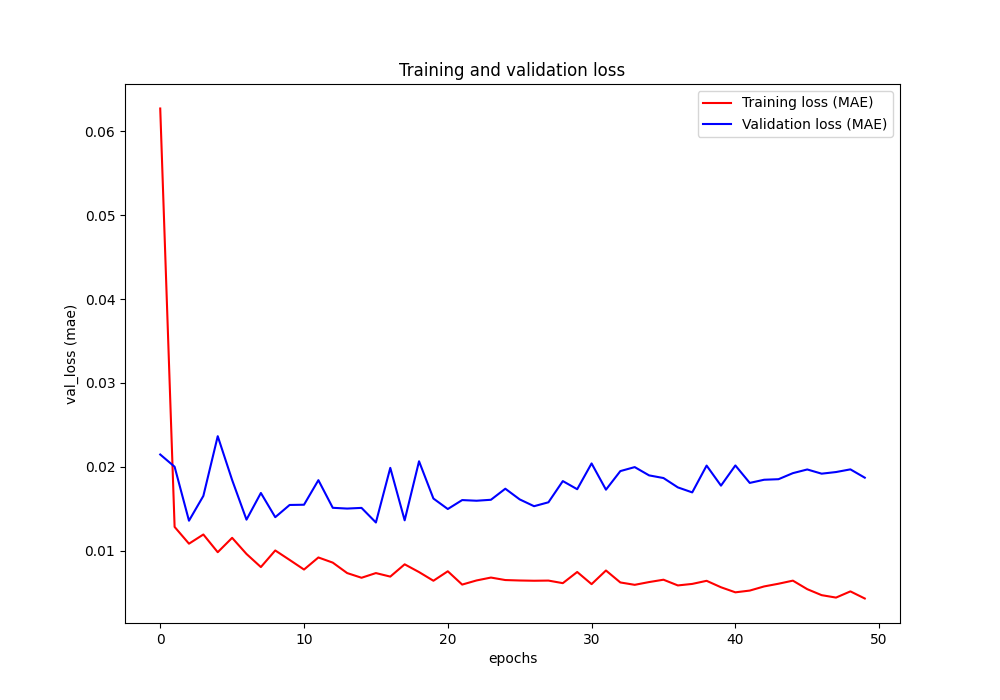 Training and validation loss
Training loss (MAE)
Validation loss (MAE)
val_loss (mae)
0.06
0.05
0.04
0.03
0.02
0.01
0 10 20 30 40 50
epochs